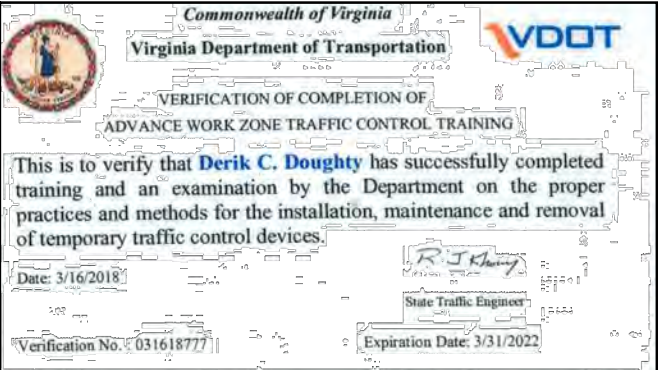 Commonwealth of Virginia
Virginia Department of Transportation
VDOT
VERIFICATION OF COMPLETION OF
ADVANCE WORK ZONE TRAFFIC CONTROL TRAINING
This is to verify that Derik C. Doughty has successfully completed
training and an examination by the Department on the proper
practices and methods for the installation, maintenance and removal
of temporary traffic control devices.
Date: 3/16/2018
State Traffic Engineer
Verification No. 031618777
Expiration Date: 3/31/2022